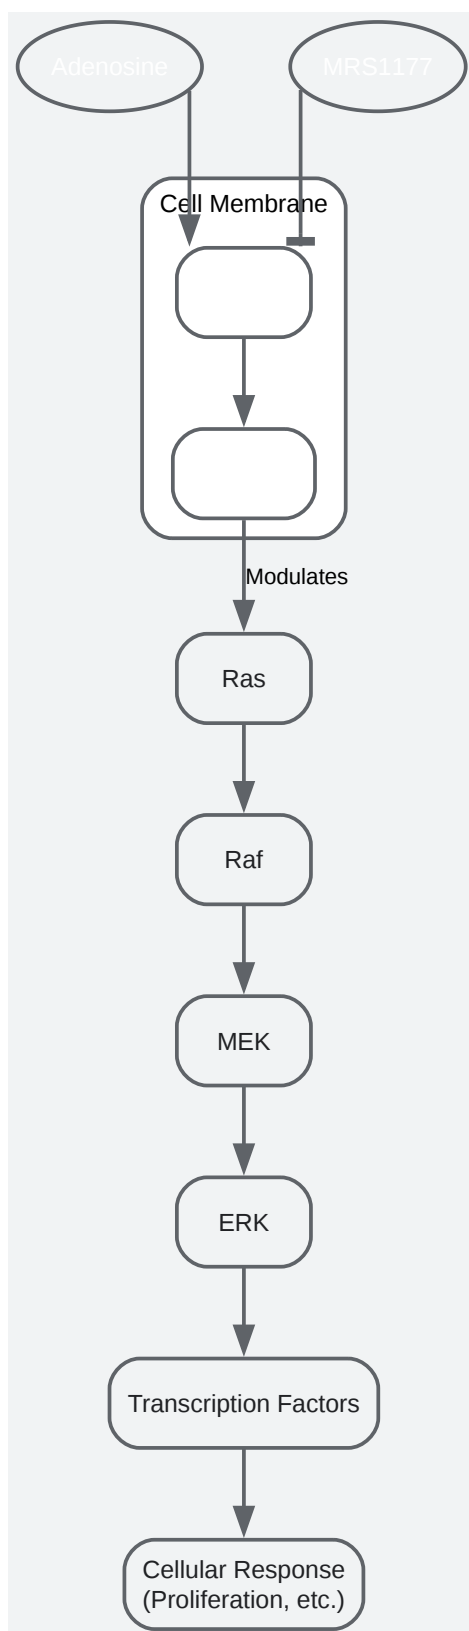 Adenosine
MRS1177
Cell Membrane
Modulates
Ras
Raf
MEK
ERK
Transcription Factors
Cellular Response
(Proliferation, etc.)